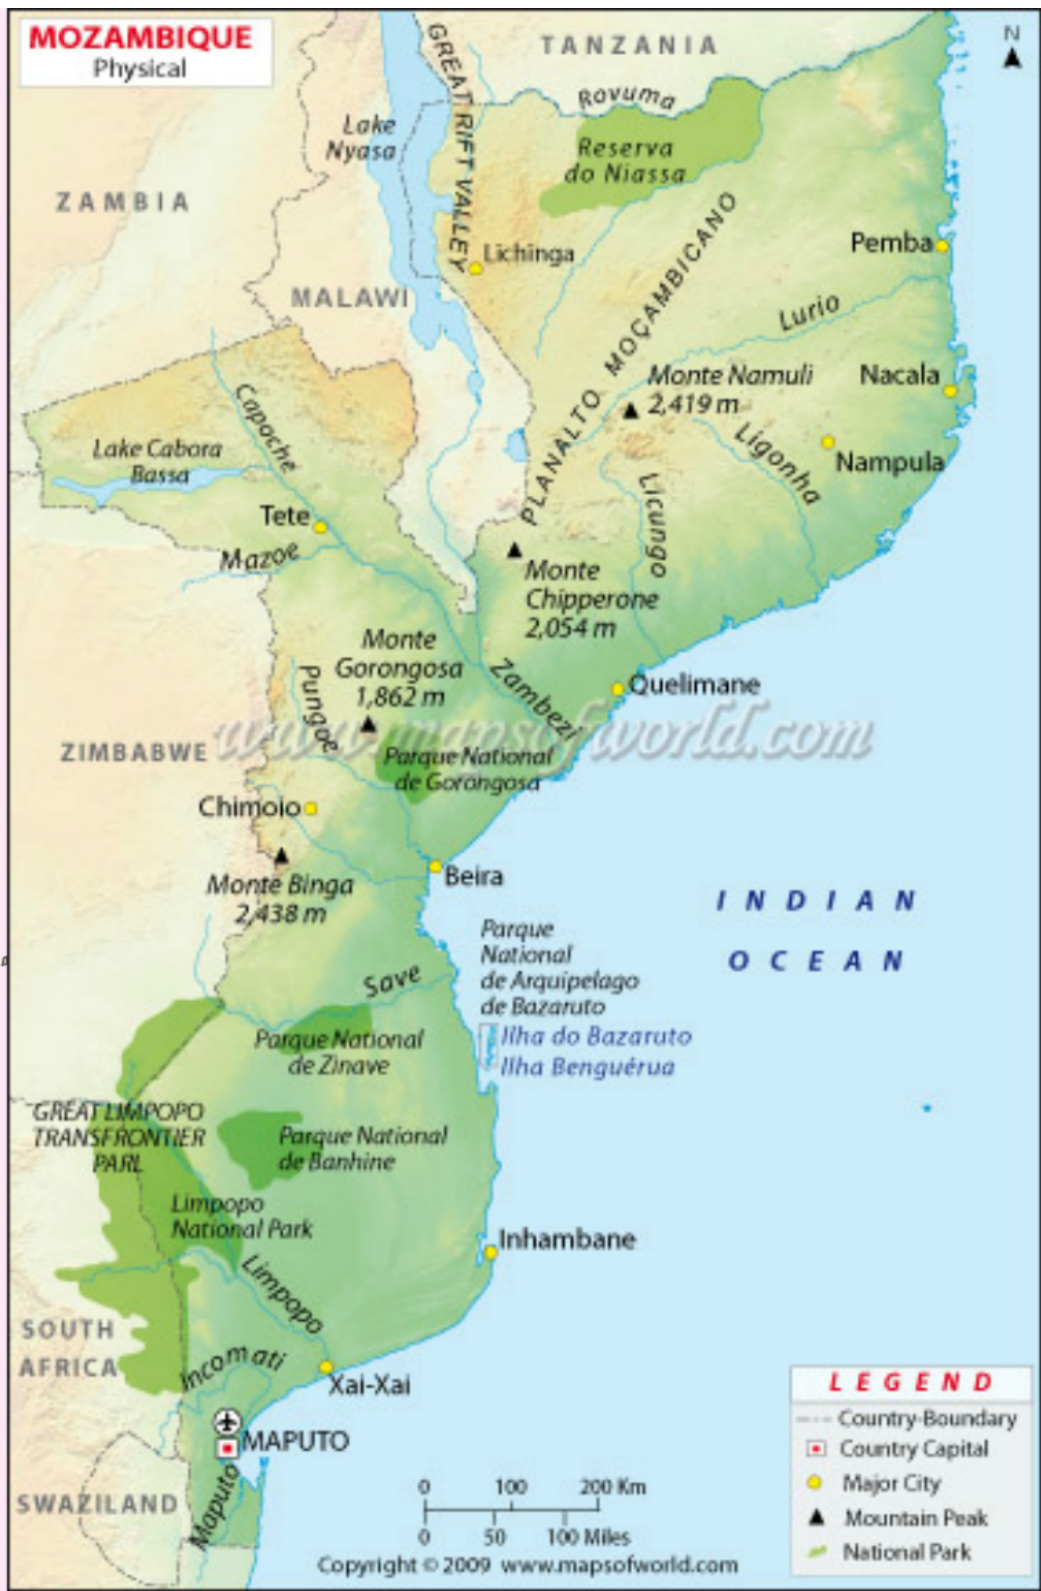 MOZAMBIQUE
Physical
N
TANZANIA
GREAT RIFT VALLEY
Rovuma
Lake
Nyasa
Reserva
do Niassa
ZAMBIA
PLANALTO MOÇAMBICANO
Lichinga
Pemba
MALAWI
Lurio
Monte Namuli
2,419 m
Nacala
Capoche
Lake Cabora
Bassa
Ligonha
Nampula
Licungo
Tete
Mazoe
Monte
Chipperone
2,054 m
Monte
Gorongosa
1,862 m
Pungoe
Zambezi
Quelimane
www.mapsofworld.com
ZIMBABWE
Parque National
de Gorongosa
Chimoio
Monte Binga
2,438 m
Beira
INDIAN
OCEAN
Parque
National
de Arquipelago
de Bazaruto
Save
Ilha do Bazaruto
Ilha Benguérua
Parque National
de Zinave
GREAT LIMPOPO
TRANSFRONTIER
PARL
Parque National
de Banhine
Limpopo
National Park
Inhambane
Limpopo
SOUTH
AFRICA
Incomati
Xai-Xai
MAPUTO
SWAZILAND
Maputo
LEGEND
Country-Boundary
Country Capital
Major City
Mountain Peak
National Park
0 100 200 Km
0 50 100 Miles
Copyright © 2009 www.mapsofworld.com